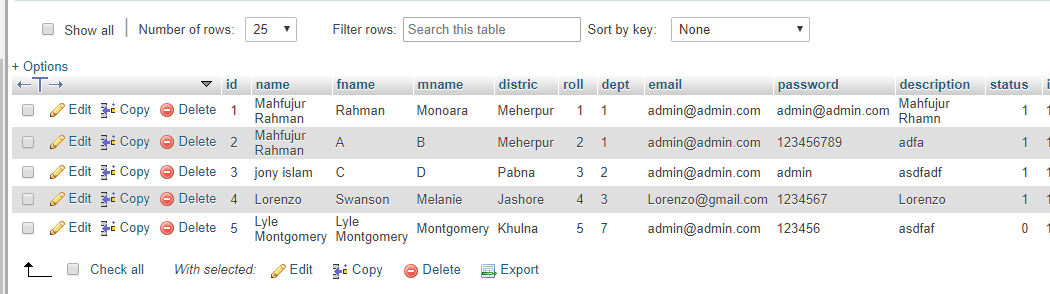 Show all Number of rows: 25 Filter rows: Search this table Sort by key: None
+ Options
←T→ id name fname mname distric roll dept email password description status
Edit Copy Delete 1 Mahfujur Rahman Rahman Monoara Meherpur 1 1 admin@admin.com admin@admin.com Mahfujur Rhamn 1 1
Edit Copy Delete 2 Mahfujur Rahman A B Meherpur 2 1 admin@admin.com 123456789 adfa 1 1
Edit Copy Delete 3 jony islam C D Pabna 3 2 admin@admin.com admin asdfadf 1 1
Edit Copy Delete 4 Lorenzo Swanson Melanie Jashore 4 3 Lorenzo@gmail.com 1234567 Lorenzo 1 1
Edit Copy Delete 5 Lyle Montgomery Lyle Montgomery Montgomery Khulna 5 7 admin@admin.com 123456 asdfaf 0 1
Check all With selected: Edit Copy Delete Export